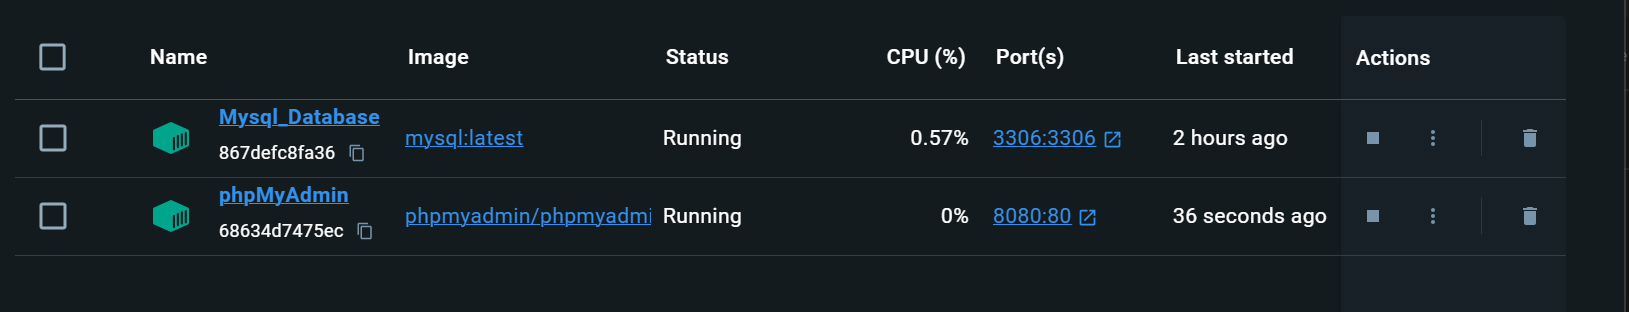 Name Image Status CPU (%) Port(s) Last started Actions
Mysql_Database
867defc8fa36
mysql:latest Running 0.57% 3306:3306 2 hours ago
phpMyAdmin
68634d7475ec
phpmyadmin/phpmyadmi Running 0% 8080:80 36 seconds ago